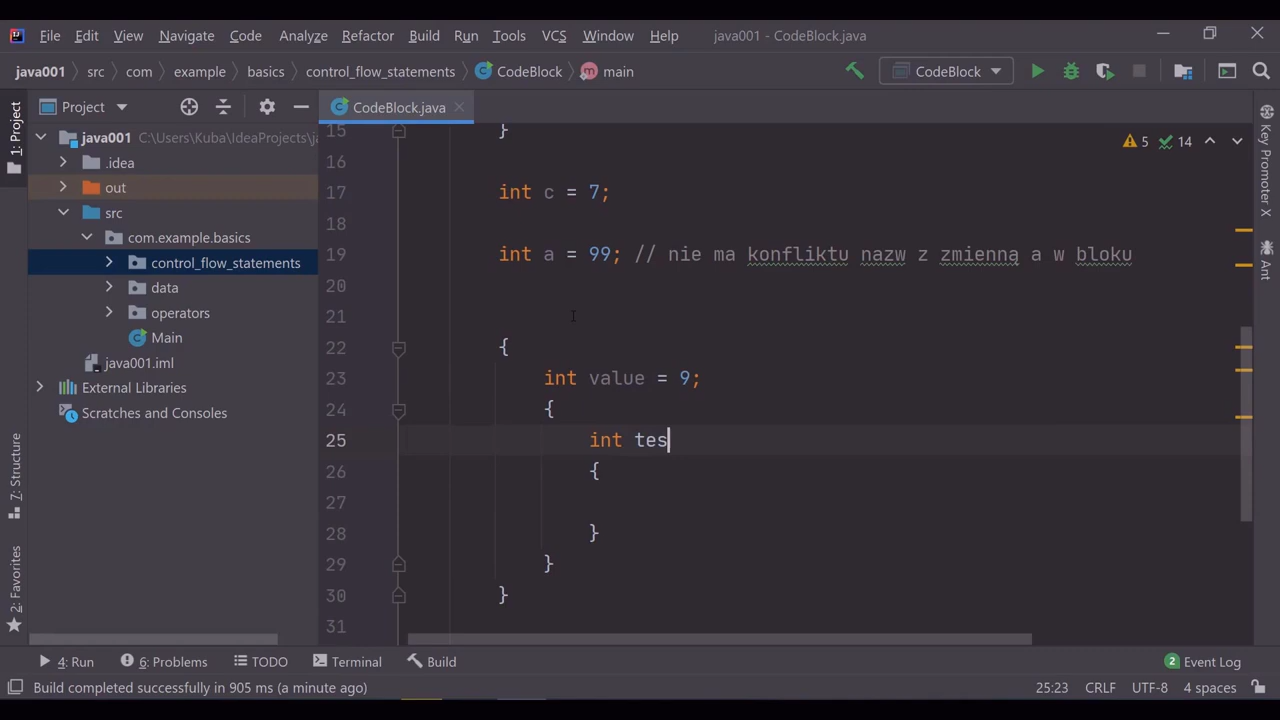 File Edit View Navigate Code Analyze Refactor Build Run Tools VCS Window Help java001 - CodeBlock.java
java001 src com example basics control_flow_statements CodeBlock main CodeBlock
1: Project
7: Structure
2: Favorites
Project
java001 C:\Users\Kuba\IdeaProjects\ja
.idea
out
src
com.example.basics
control_flow_statements
data
operators
Main
java001.iml
External Libraries
Scratches and Consoles
CodeBlock.java
5 14
15 }
16
17 int c = 7;
18
19 int a = 99; // nie ma konfliktu nazw z zmienną a w bloku
20
21
22 {
23 int value = 9;
24 {
25 int tes
26 {
27
28 }
29 }
30 }
31
Key Promoter X
Ant
4: Run 6: Problems TODO Terminal Build 2 Event Log
Build completed successfully in 905 ms (a minute ago) 25:23 CRLF UTF-8 4 spaces